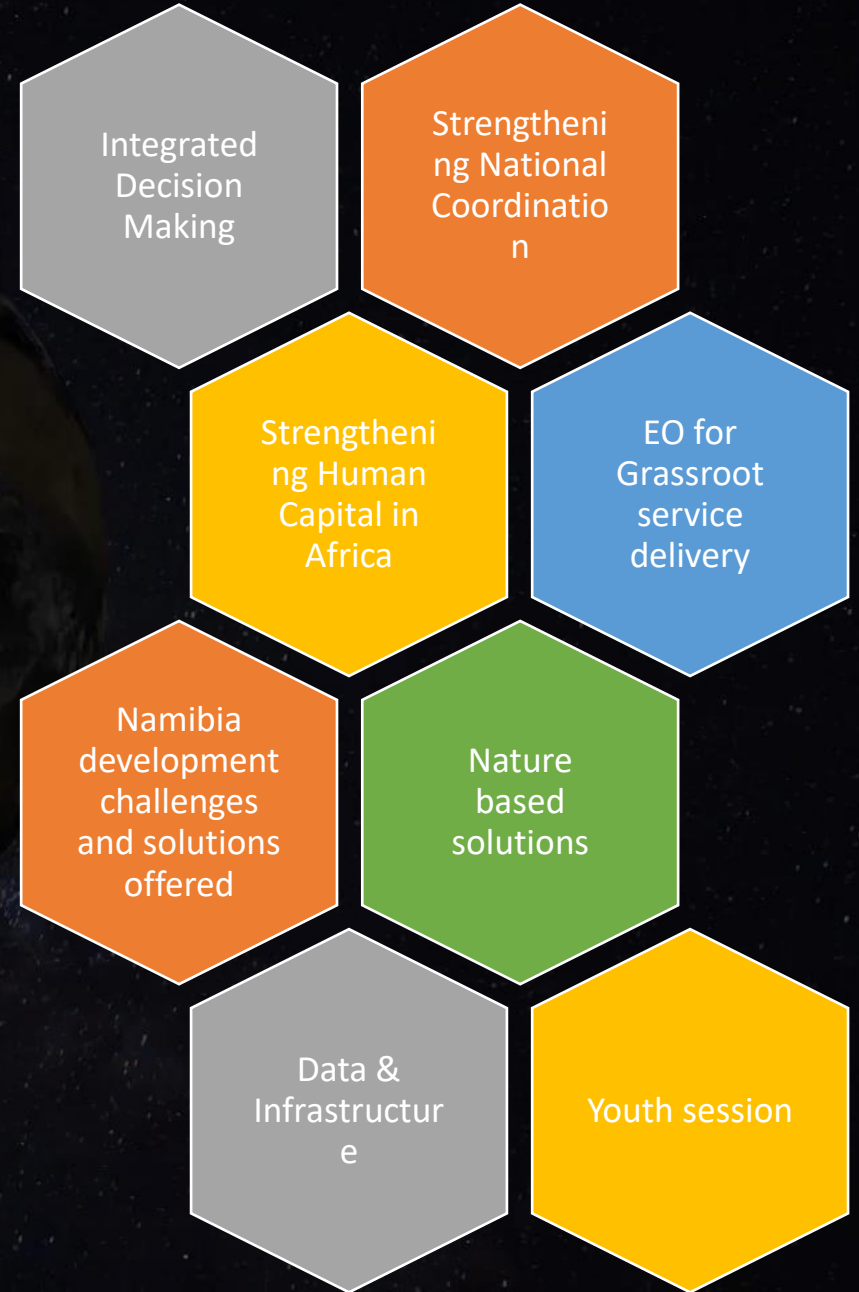 Integrated
Decision
Making
Strengtheni
ng National
Coordinatio
n
Strengtheni
ng Human
Capital in
Africa
EO for
Grassroot
service
delivery
Namibia
development
challenges
and solutions
offered
Nature
based
solutions
Data &
Infrastructur
e
Youth session